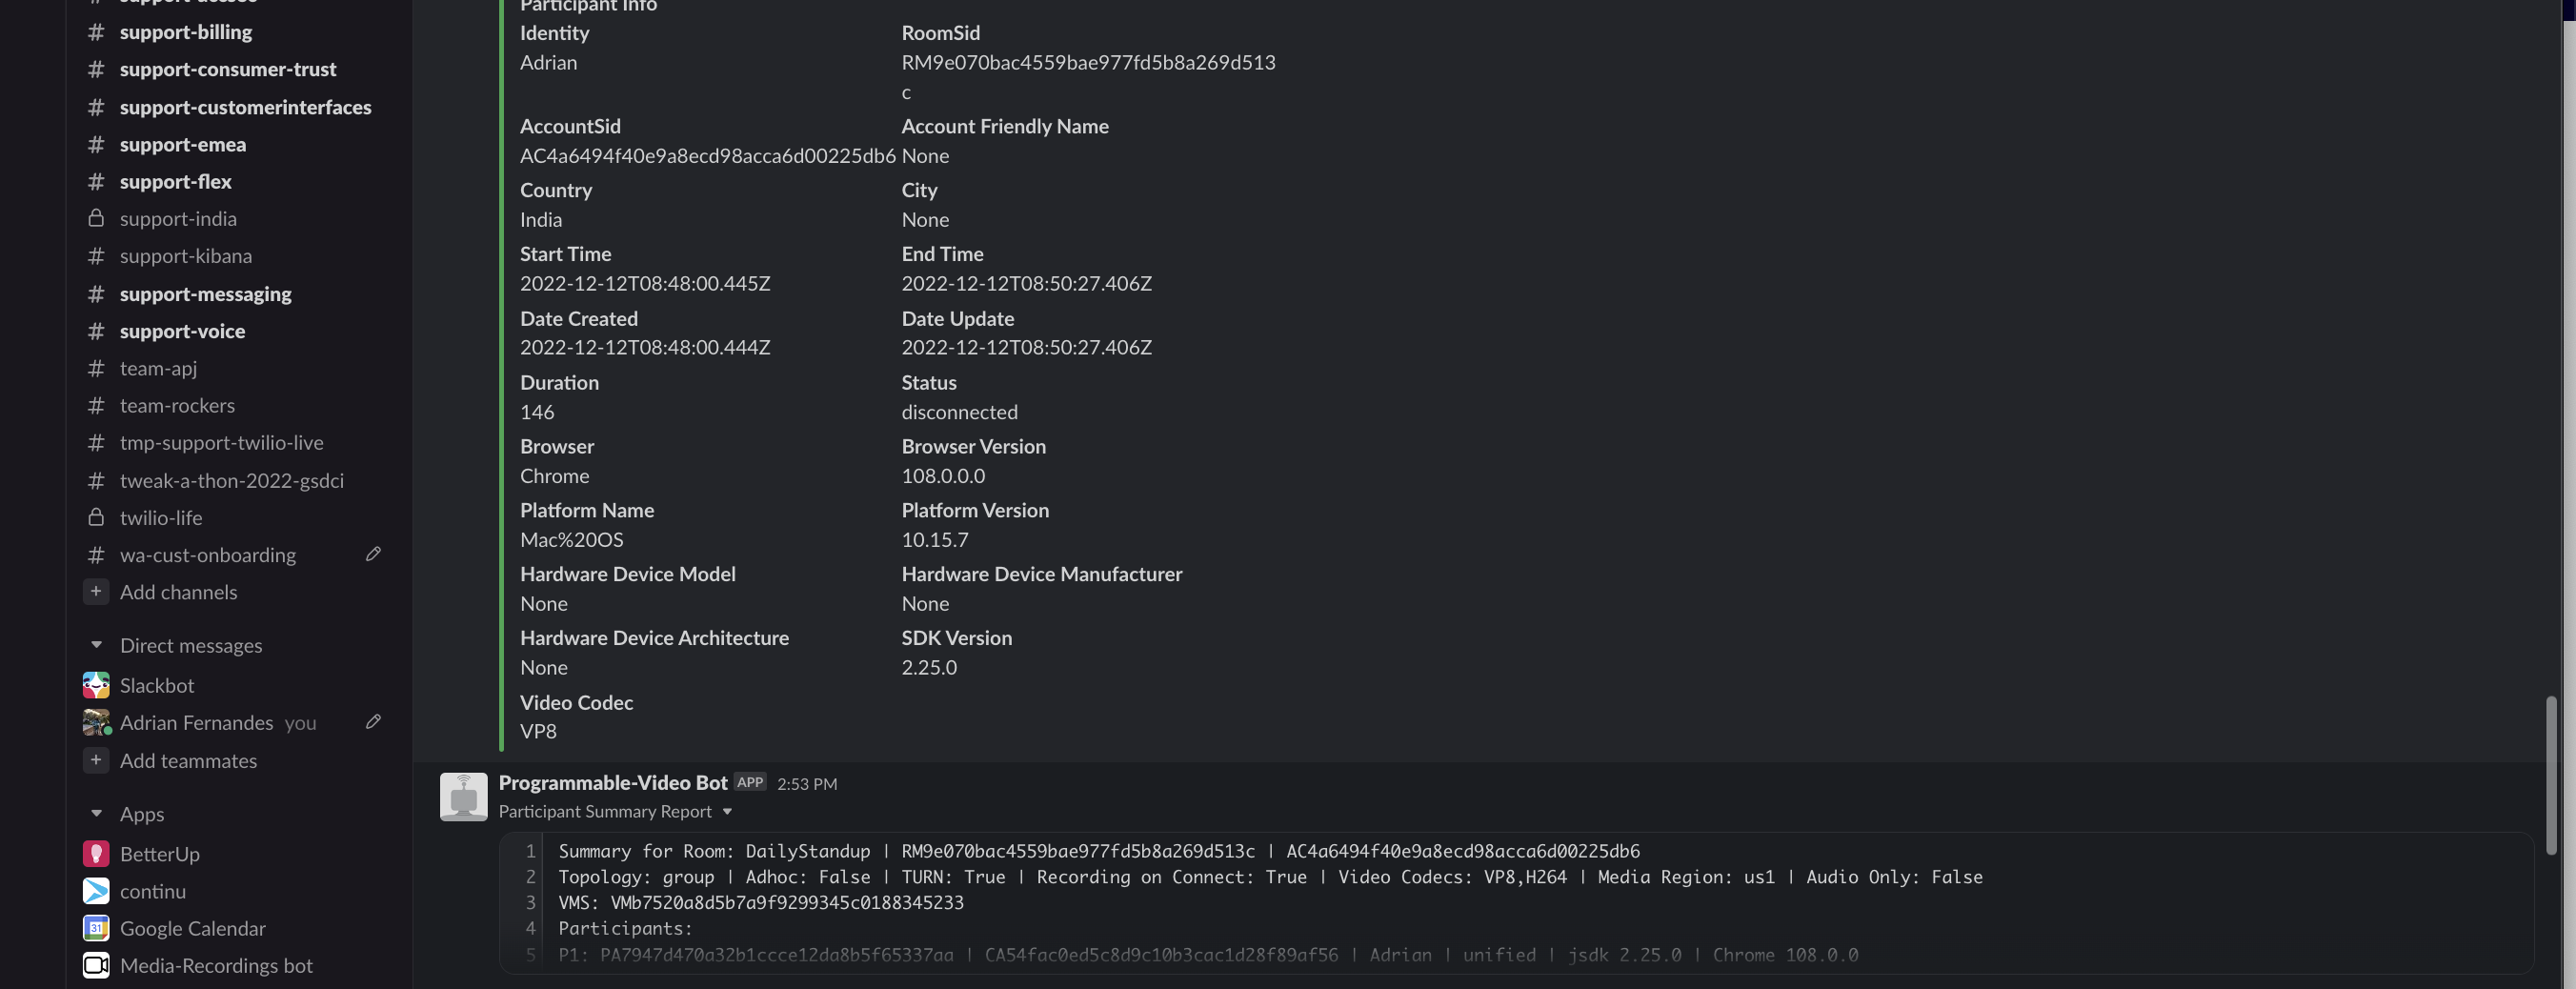 support-access
# support-billing
# support-consumer-trust
# support-customerinterfaces
# support-emea
# support-flex
support-india
# support-kibana
# support-messaging
# support-voice
# team-apj
# team-rockers
# tmp-support-twilio-live
# tweak-a-thon-2022-gsdci
twilio-life
# wa-cust-onboarding
+ Add channels
Direct messages
Slackbot
Adrian Fernandes you
+ Add teammates
Apps
BetterUp
continu
31 Google Calendar
Media-Recordings bot
Participant Info
Identity RoomSid
Adrian RM9e070bac4559bae977fd5b8a269d513
c
AccountSid Account Friendly Name
AC4a6494f40e9a8ecd98acca6d00225db6 None
Country City
India None
Start Time End Time
2022-12-12T08:48:00.445Z 2022-12-12T08:50:27.406Z
Date Created Date Update
2022-12-12T08:48:00.444Z 2022-12-12T08:50:27.406Z
Duration Status
146 disconnected
Browser Browser Version
Chrome 108.0.0.0
Platform Name Platform Version
Mac%20OS 10.15.7
Hardware Device Model Hardware Device Manufacturer
None None
Hardware Device Architecture SDK Version
None 2.25.0
Video Codec
VP8
Programmable-Video Bot APP 2:53 PM
Participant Summary Report
1 Summary for Room: DailyStandup | RM9e070bac4559bae977fd5b8a269d513c | AC4a6494f40e9a8ecd98acca6d00225db6
2 Topology: group | Adhoc: False | TURN: True | Recording on Connect: True | Video Codecs: VP8,H264 | Media Region: us1 | Audio Only: False
3 VMS: VMb7520a8d5b7a9f9299345c0188345233
4 Participants:
5 P1: PA7947d470a32b1ccce12da8b5f65337aa | CA54fac0ed5c8d9c10b3cac1d28f89af56 | Adrian | unified | jsdk 2.25.0 | Chrome 108.0.0